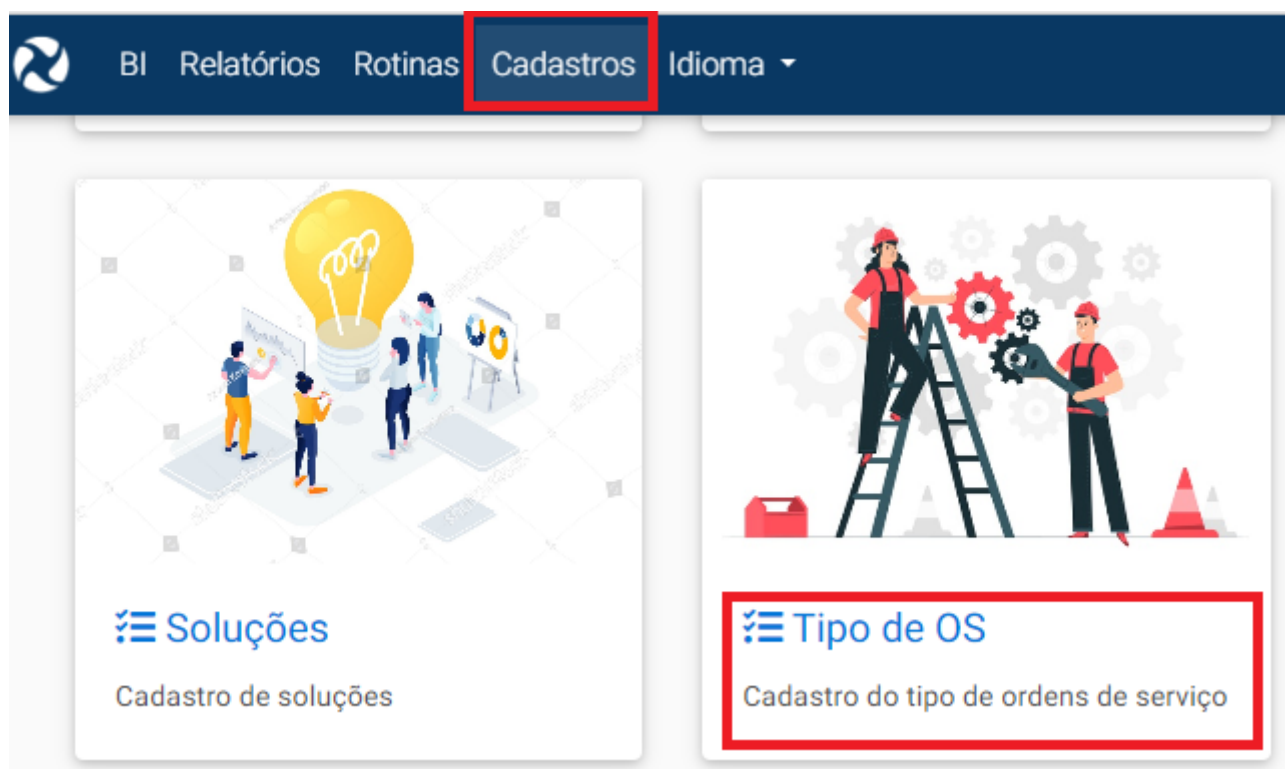 BI Relatórios Rotinas Cadastros Idioma
Soluções
Cadastro de soluções
Tipo de OS
Cadastro do tipo de ordens de serviço